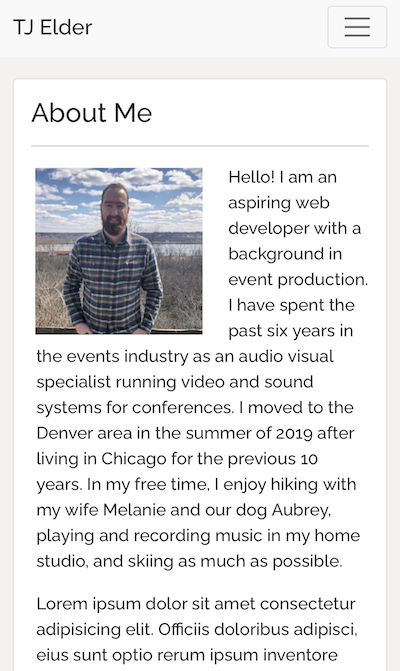 TJ Elder
About Me
Hello! I am an
aspiring web
developer with a
background in
event production.
I have spent the
past six years in
the events industry as an audio visual
specialist running video and sound
systems for conferences. I moved to the
Denver area in the summer of 2019 after
living in Chicago for the previous 10
years. In my free time, I enjoy hiking with
my wife Melanie and our dog Aubrey,
playing and recording music in my home
studio, and skiing as much as possible.
Lorem ipsum dolor sit amet consectetur
adipisicing elit. Officiis doloribus adipisci,
eius sunt optio rerum ipsum inventore